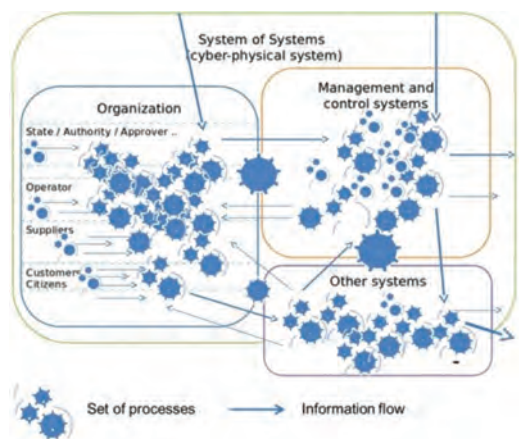 System of Systems
(cyber-physical system)
Organization
Management and
control systems
State / Authority / Approver ..
Operator
Suppliers
Customers
Citizens
Other systems
Set of processes
Information flow